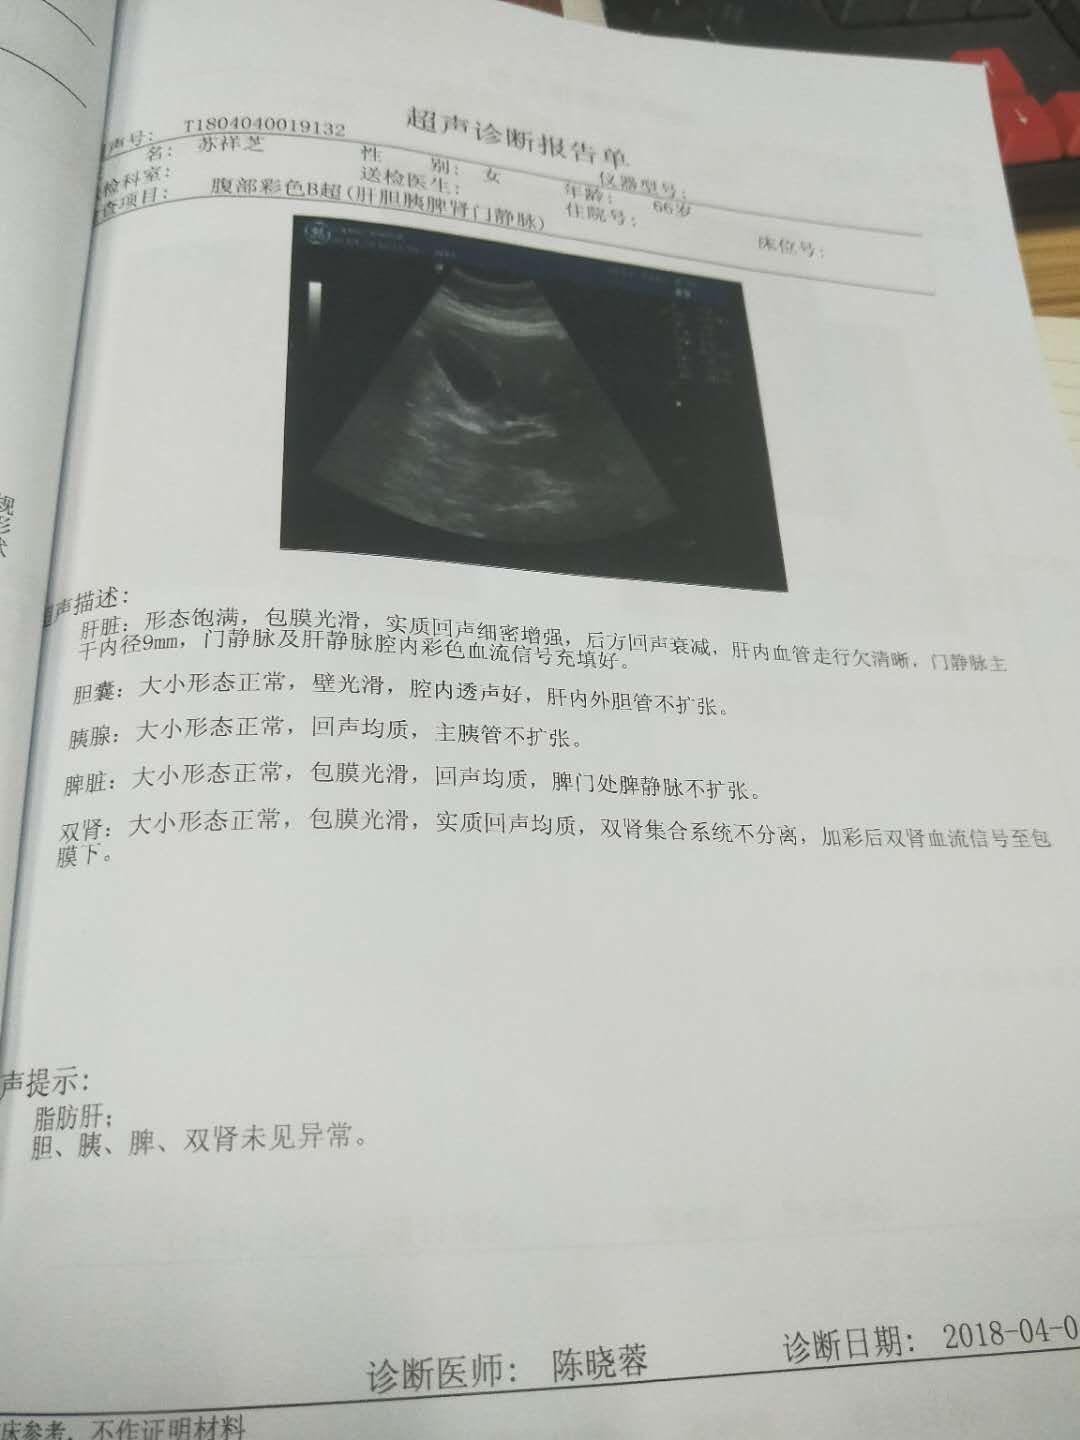 超声诊断报告单
声号: T1804040019132
仪器型号:
名: 苏祥芝 性 别: 女 年龄: 66岁
检科室: 送检医生: 住院号: 床位号:
查项目: 腹部彩色B超(肝胆胰脾肾门静脉)
声描述:
肝脏: 形态饱满, 包膜光滑, 实质回声细密增强, 后方回声衰减, 肝内血管走行欠清晰, 门静脉主
干内径9mm, 门静脉及肝静脉腔内彩色血流信号充填好。
胆囊: 大小形态正常, 壁光滑, 腔内透声好, 肝内外胆管不扩张。
胰腺: 大小形态正常, 回声均质, 主胰管不扩张。
脾脏: 大小形态正常, 包膜光滑, 回声均质, 脾门处脾静脉不扩张。
双肾: 大小形态正常, 包膜光滑, 实质回声均质, 双肾集合系统不分离, 加彩后双肾血流信号至包
膜下。
声提示:
脂肪肝;
胆、胰、脾、双肾未见异常。
诊断医师: 陈晓蓉 诊断日期: 2018-04-0
床参考, 不作证明材料